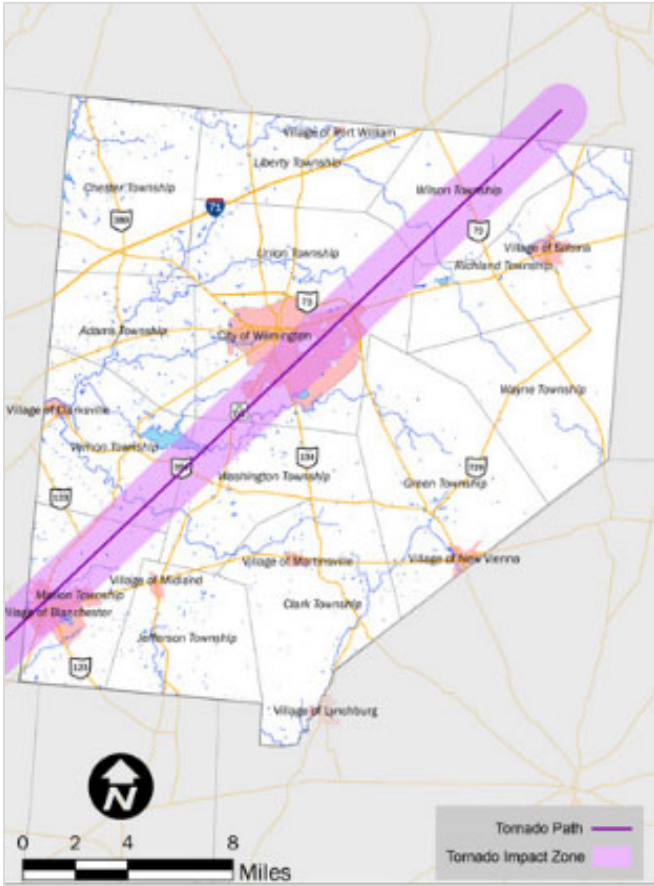 Village of Port William
Liberty Township
Chester Township
Wilson Township
380
71
73
72
Village of Sabina
Union Township
Richland Township
73
Adams Township
City of Wilmington
Wayne Township
Village of Clarksville
Vernon Township
134
Washington Township
729
Green Township
123
Village of Martinsville
Village of New Vienna
Village of Midland
Marion Township
Village of Blanchester
Clark Township
Jefferson Township
123
Village of Lynchburg
N
0 2 4 8
Miles
Tornado Path
Tornado Impact Zone